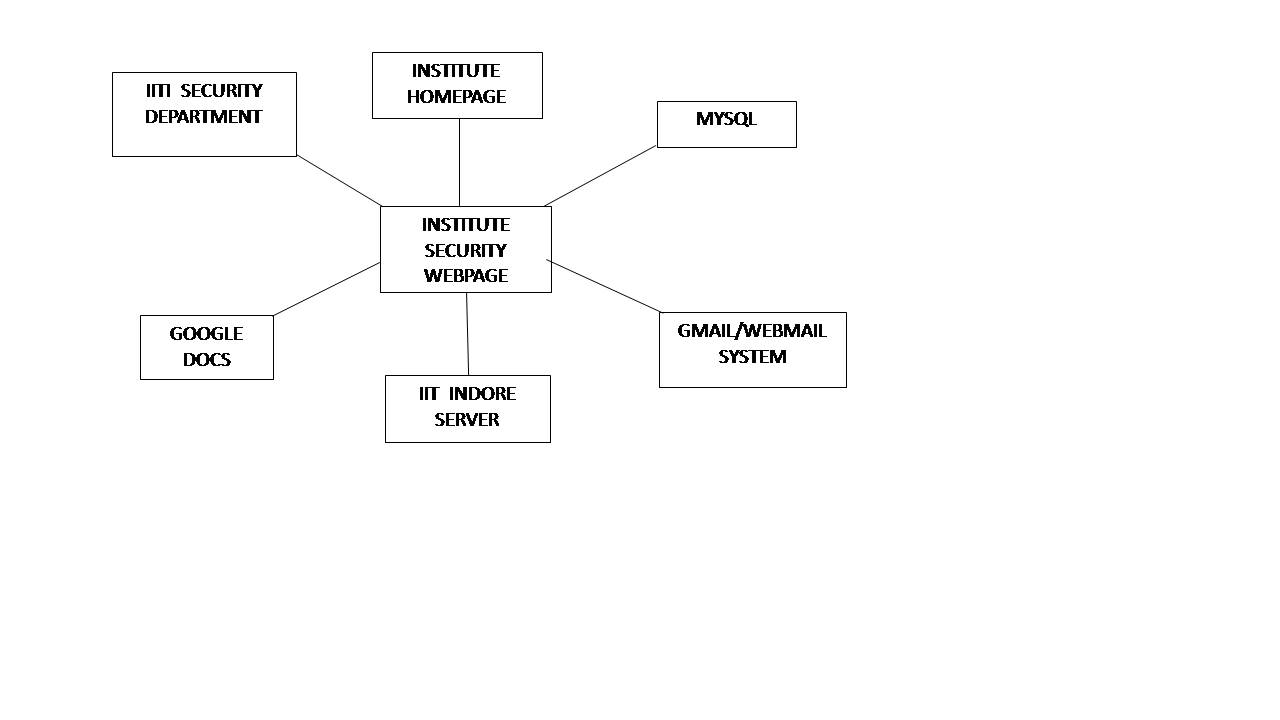 IITI SECURITY
DEPARTMENT
INSTITUTE
HOMEPAGE
MYSQL
INSTITUTE
SECURITY
WEBPAGE
GOOGLE
DOCS
IIT INDORE
SERVER
GMAIL/WEBMAIL
SYSTEM